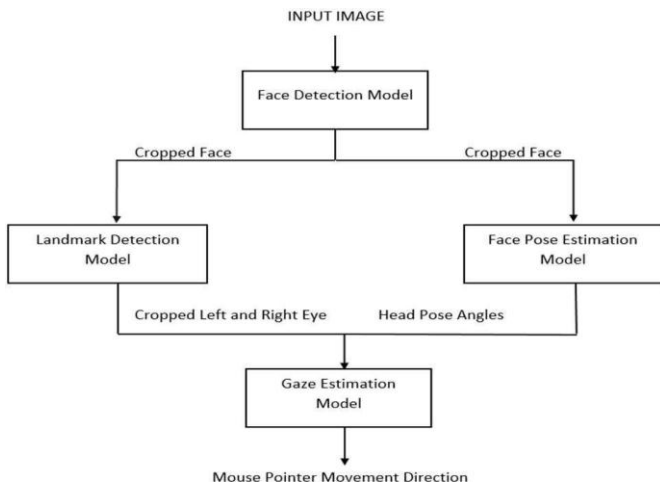 INPUT IMAGE
Face Detection Model
Cropped Face
Cropped Face
Landmark Detection
Model
Face Pose Estimation
Model
Cropped Left and Right Eye
Head Pose Angles
Gaze Estimation
Model
Mouse Pointer Movement Direction